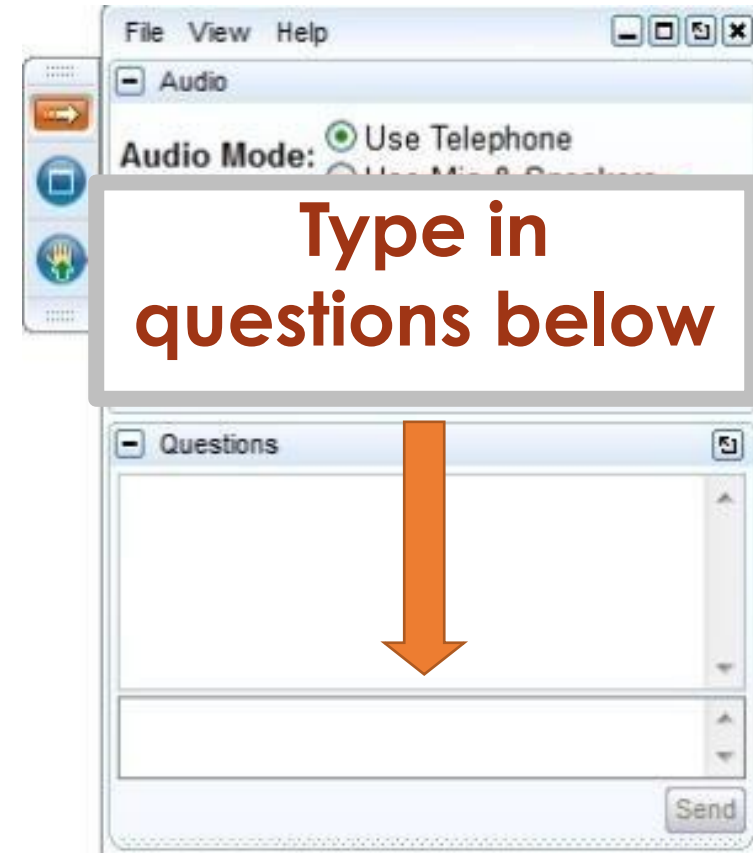 File View Help
Audio
Audio Mode: Use Telephone
Type in
questions below
Questions
Send